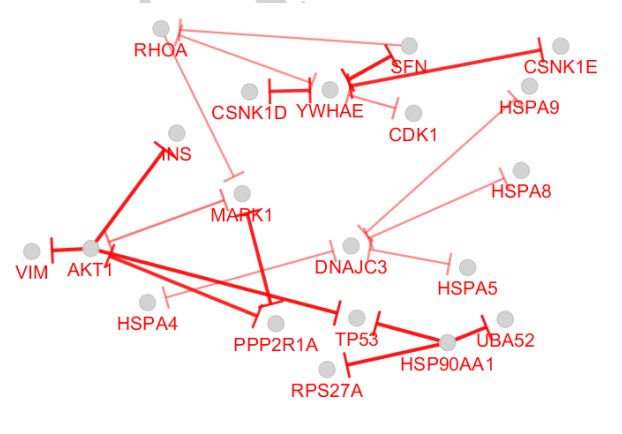 RHOA
SFN
CSNK1E
CSNK1D
YWHAE
HSPA9
CDK1
INS
HSPA8
MARK1
VIM
AKT1
DNAJC3
HSPA5
HSPA4
PPP2R1A
TP53
UBA52
HSP90AA1
RPS27A